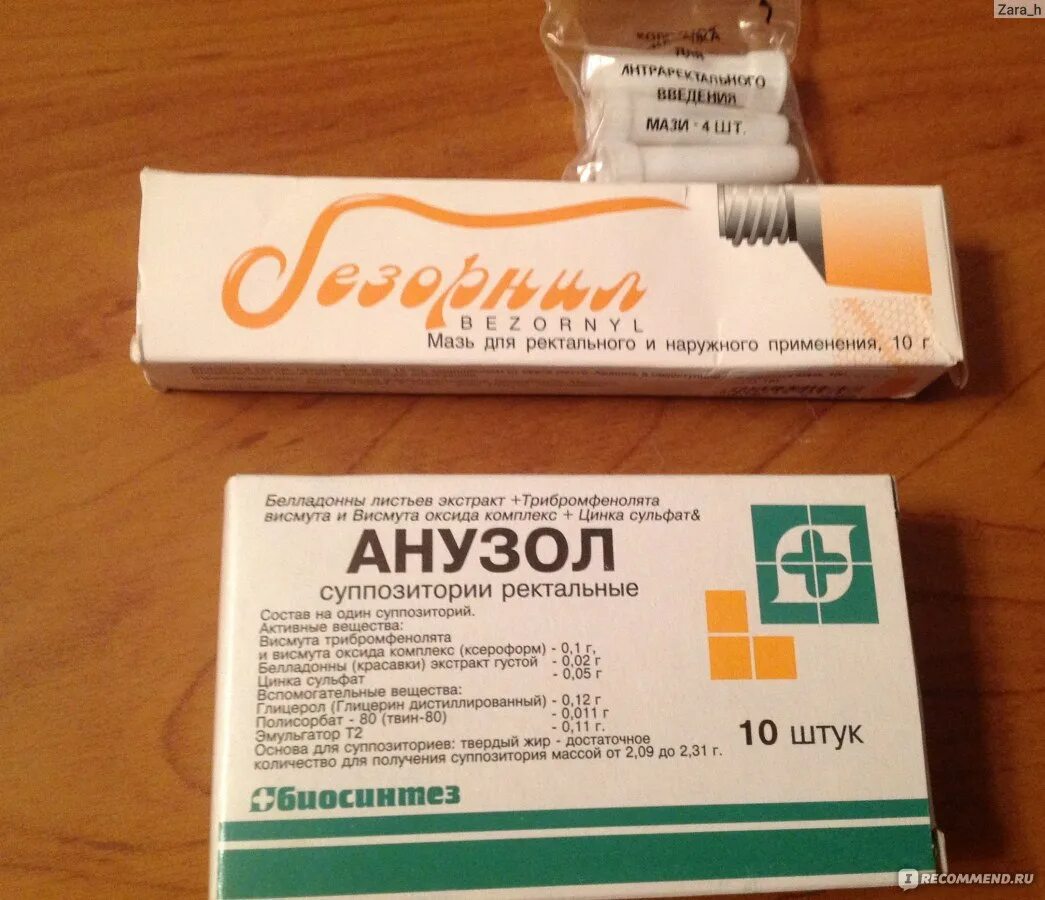 Zara_h
ДЛЯ
ИНТРАРЕКТАЛЬНОГО
ВВЕДЕНИЯ
МАЗИ - 4 ШТ.
Безорнил
BEZORNYL
Мазь для ректального и наружного применения, 10 г
Белладонны листьев экстракт +Трибромфенолята
висмута и Висмута оксида комплекс + Цинка сульфат&
АНУЗОЛ
суппозитории ректальные
Состав на один суппозиторий.
Активные вещества:
Висмута трибромфенолята
и висмута оксида комплекс (ксероформ) - 0,1 г,
Белладонны (красавки) экстракт густой - 0,02 г
Цинка сульфат - 0,05 г
Вспомогательные вещества:
Глицерол (Глицерин дистиллированный) - 0,12 г
Полисорбат - 80 (твин-80) - 0,011 г
Эмульгатор Т2 - 0,11 г.
Основа для суппозиториев: твердый жир - достаточное
количество для получения суппозитория массой от 2,09 до 2,31 г.
10 штук
биосинтез
IRECOMMEND.RU